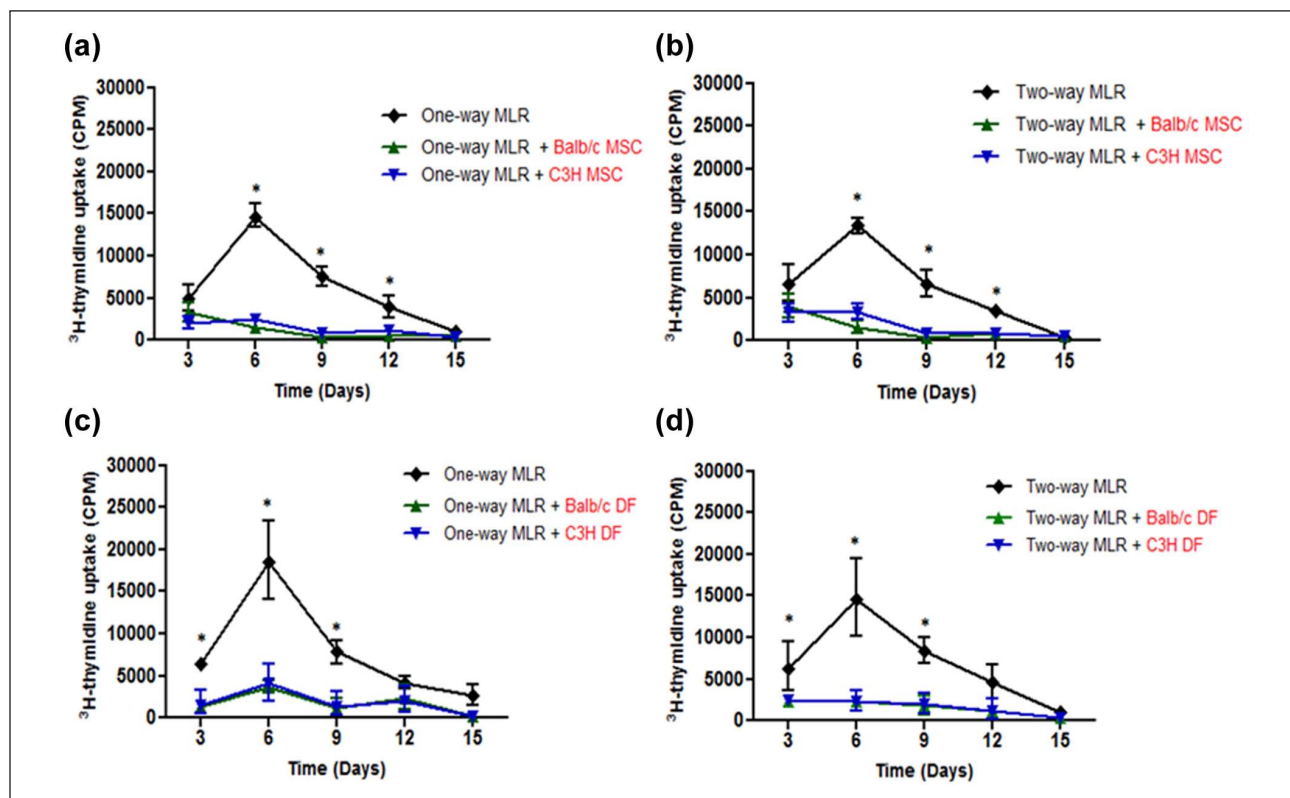 (a)
30000
25000
20000
15000
10000
5000
0
³H-thymidine uptake (CPM)
One-way MLR
One-way MLR + Balb/c MSC
One-way MLR + C3H MSC
*
*
*
3 6 9 12 15
Time (Days)
(b)
30000
25000
20000
15000
10000
5000
0
³H-thymidine uptake (CPM)
Two-way MLR
Two-way MLR + Balb/c MSC
Two-way MLR + C3H MSC
*
*
*
3 6 9 12 15
Time (Days)
(c)
30000
25000
20000
15000
10000
5000
0
³H-thymidine uptake (CPM)
One-way MLR
One-way MLR + Balb/c DF
One-way MLR + C3H DF
*
*
*
3 6 9 12 15
Time (Days)
(d)
30000
25000
20000
15000
10000
5000
0
³H-thymidine uptake (CPM)
Two-way MLR
Two-way MLR + Balb/c DF
Two-way MLR + C3H DF
*
*
*
3 6 9 12 15
Time (Days)